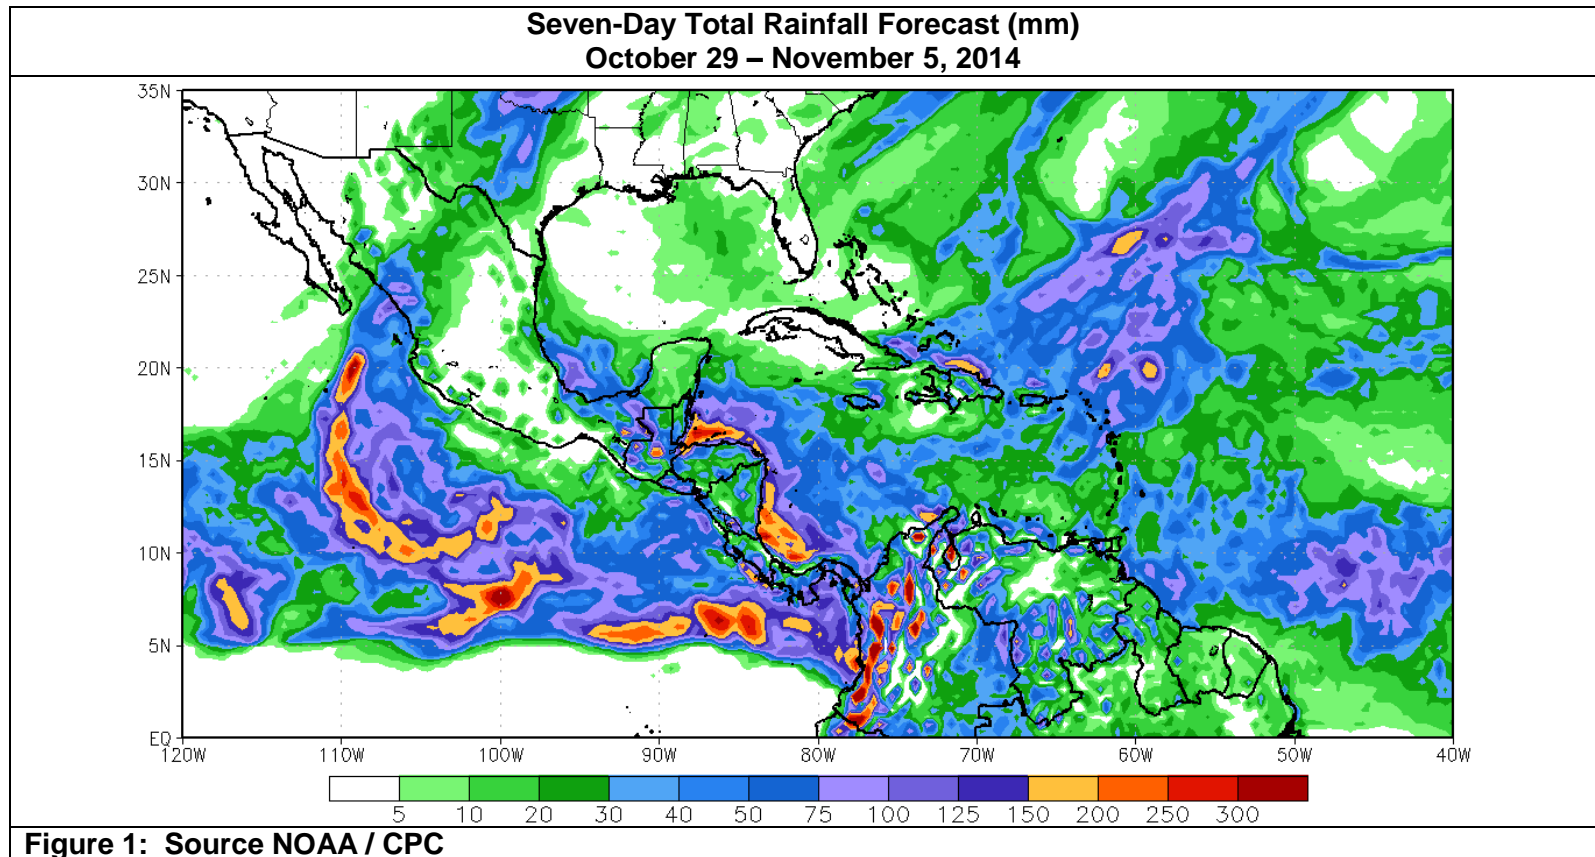 Seven-Day Total Rainfall Forecast (mm)
October 29 – November 5, 2014
35N
30N
25N
20N
15N
10N
5N
EQ
120W 110W 100W 90W 80W 70W 60W 50W 40W
5 10 20 30 40 50 75 100 125 150 200 250 300
Figure 1: Source NOAA / CPC